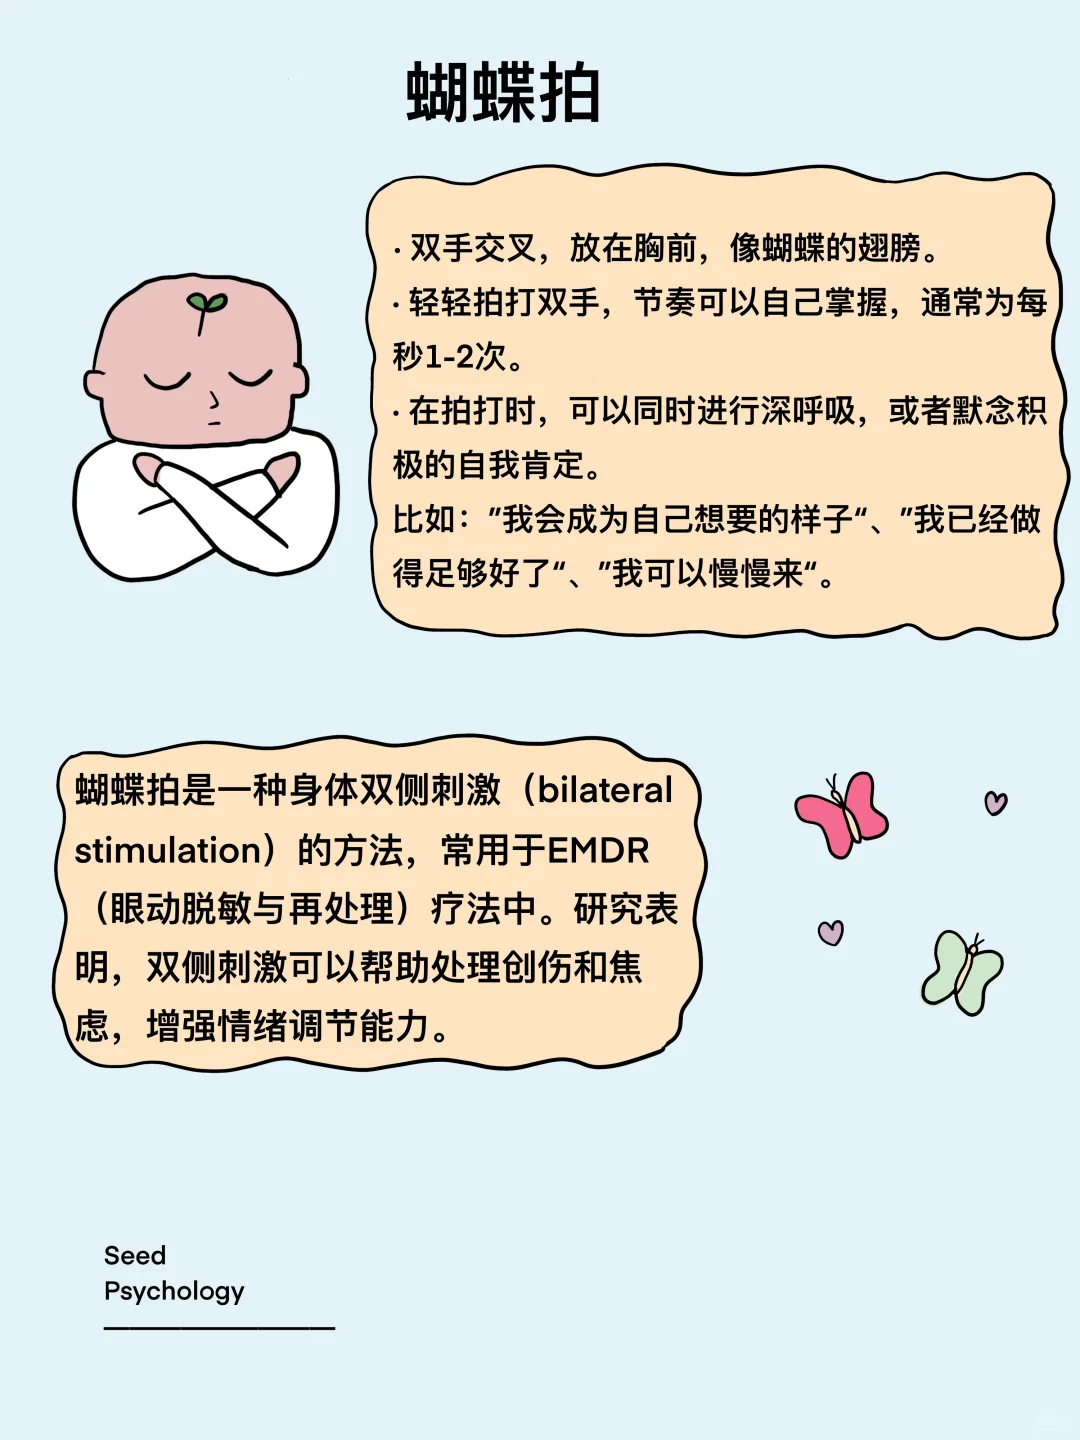 蝴蝶拍
· 双手交叉，放在胸前，像蝴蝶的翅膀。
· 轻轻拍打双手，节奏可以自己掌握，通常为每
秒1-2次。
· 在拍打时，可以同时进行深呼吸，或者默念积
极的自我肯定。
比如：”我会成为自己想要的样子“、”我已经做
得足够好了“、”我可以慢慢来“。
蝴蝶拍是一种身体双侧刺激（bilateral
stimulation）的方法，常用于EMDR
（眼动脱敏与再处理）疗法中。研究表
明，双侧刺激可以帮助处理创伤和焦
虑，增强情绪调节能力。
Seed
Psychology